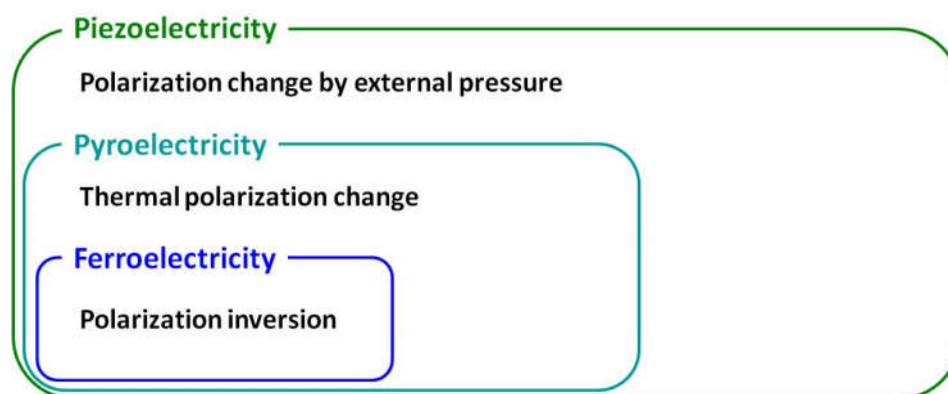 Piezoelectricity
Polarization change by external pressure
Pyroelectricity
Thermal polarization change
Ferroelectricity
Polarization inversion